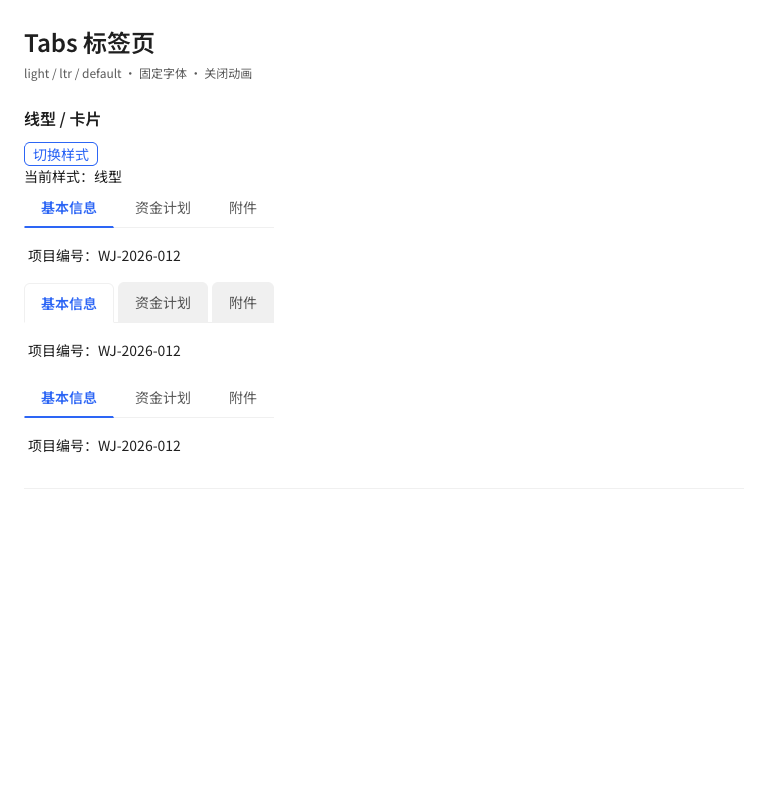 Tabs 标签页
light / ltr / default · 固定字体 · 关闭动画
线型 / 卡片
切换样式
当前样式：线型
基本信息 资金计划 附件
项目编号：WJ-2026-012
基本信息 资金计划 附件
项目编号：WJ-2026-012
基本信息 资金计划 附件
项目编号：WJ-2026-012